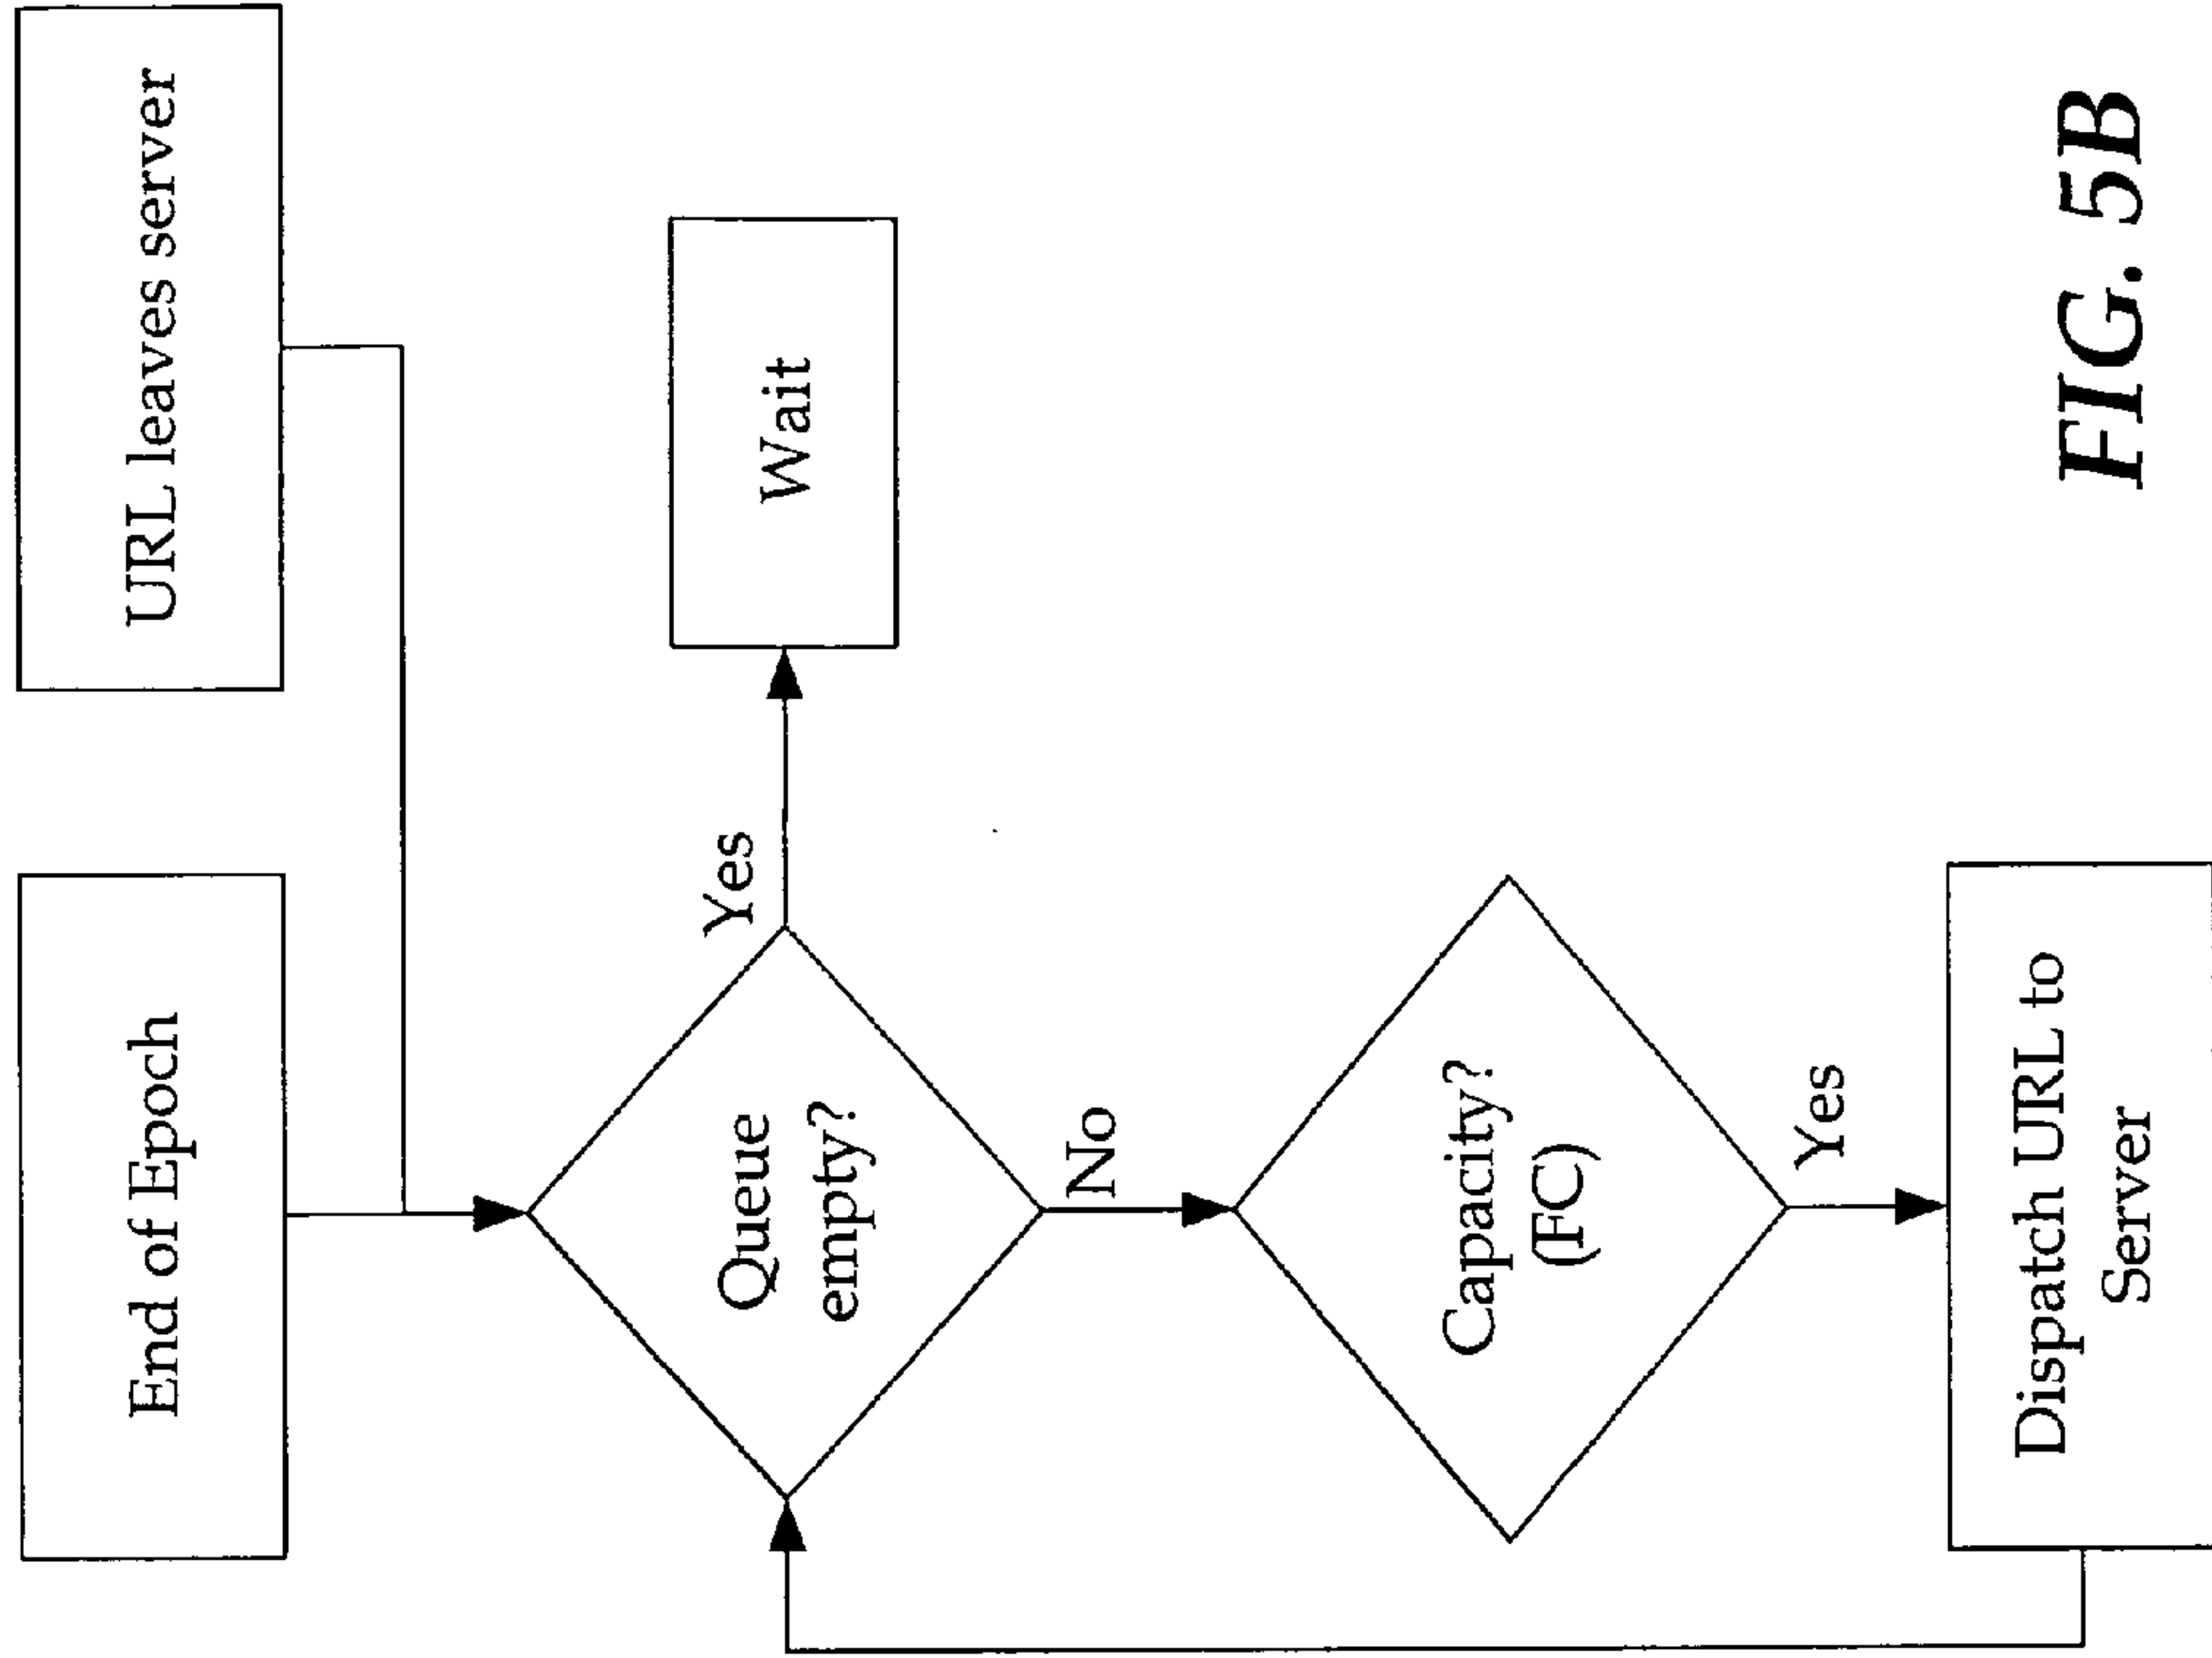 End of Epoch
URL leaves server
Queue
empty?
Yes
Wait
No
Capacity?
(FC)
Yes
Dispatch URL to
Server
FIG. 5B